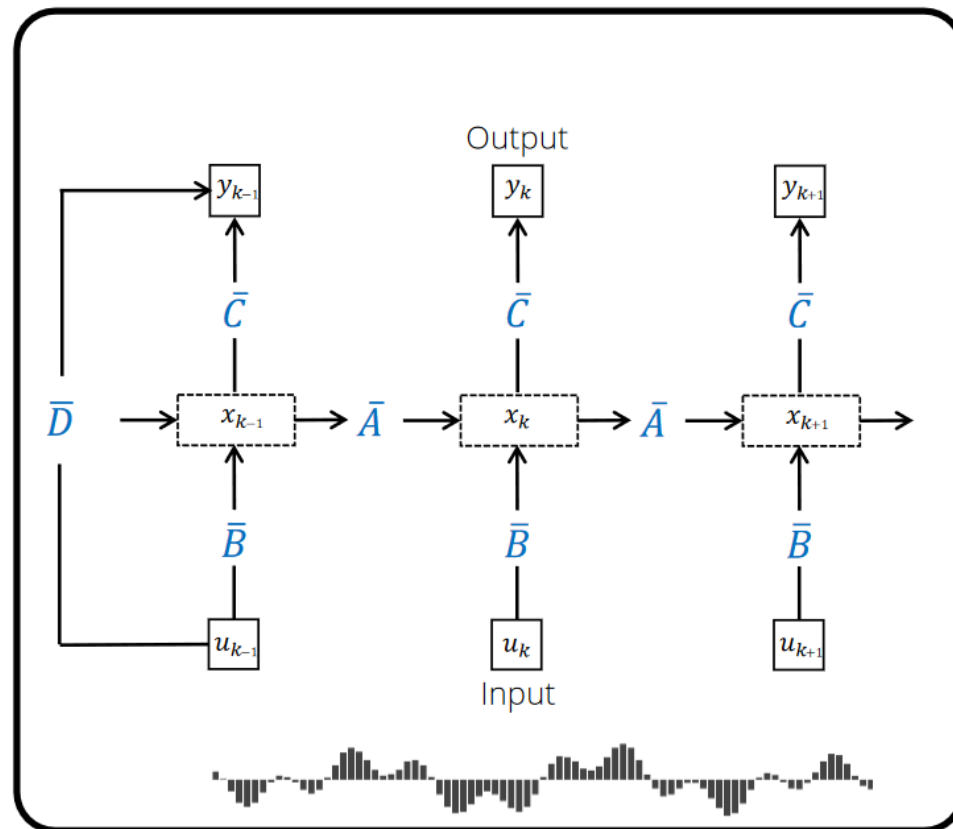 Output
y_{k-1} y_k y_{k+1}
C̄ C̄ C̄
D̄ x_{k-1} Ā x_k Ā x_{k+1}
B̄ B̄ B̄
u_{k-1} u_k u_{k+1}
Input